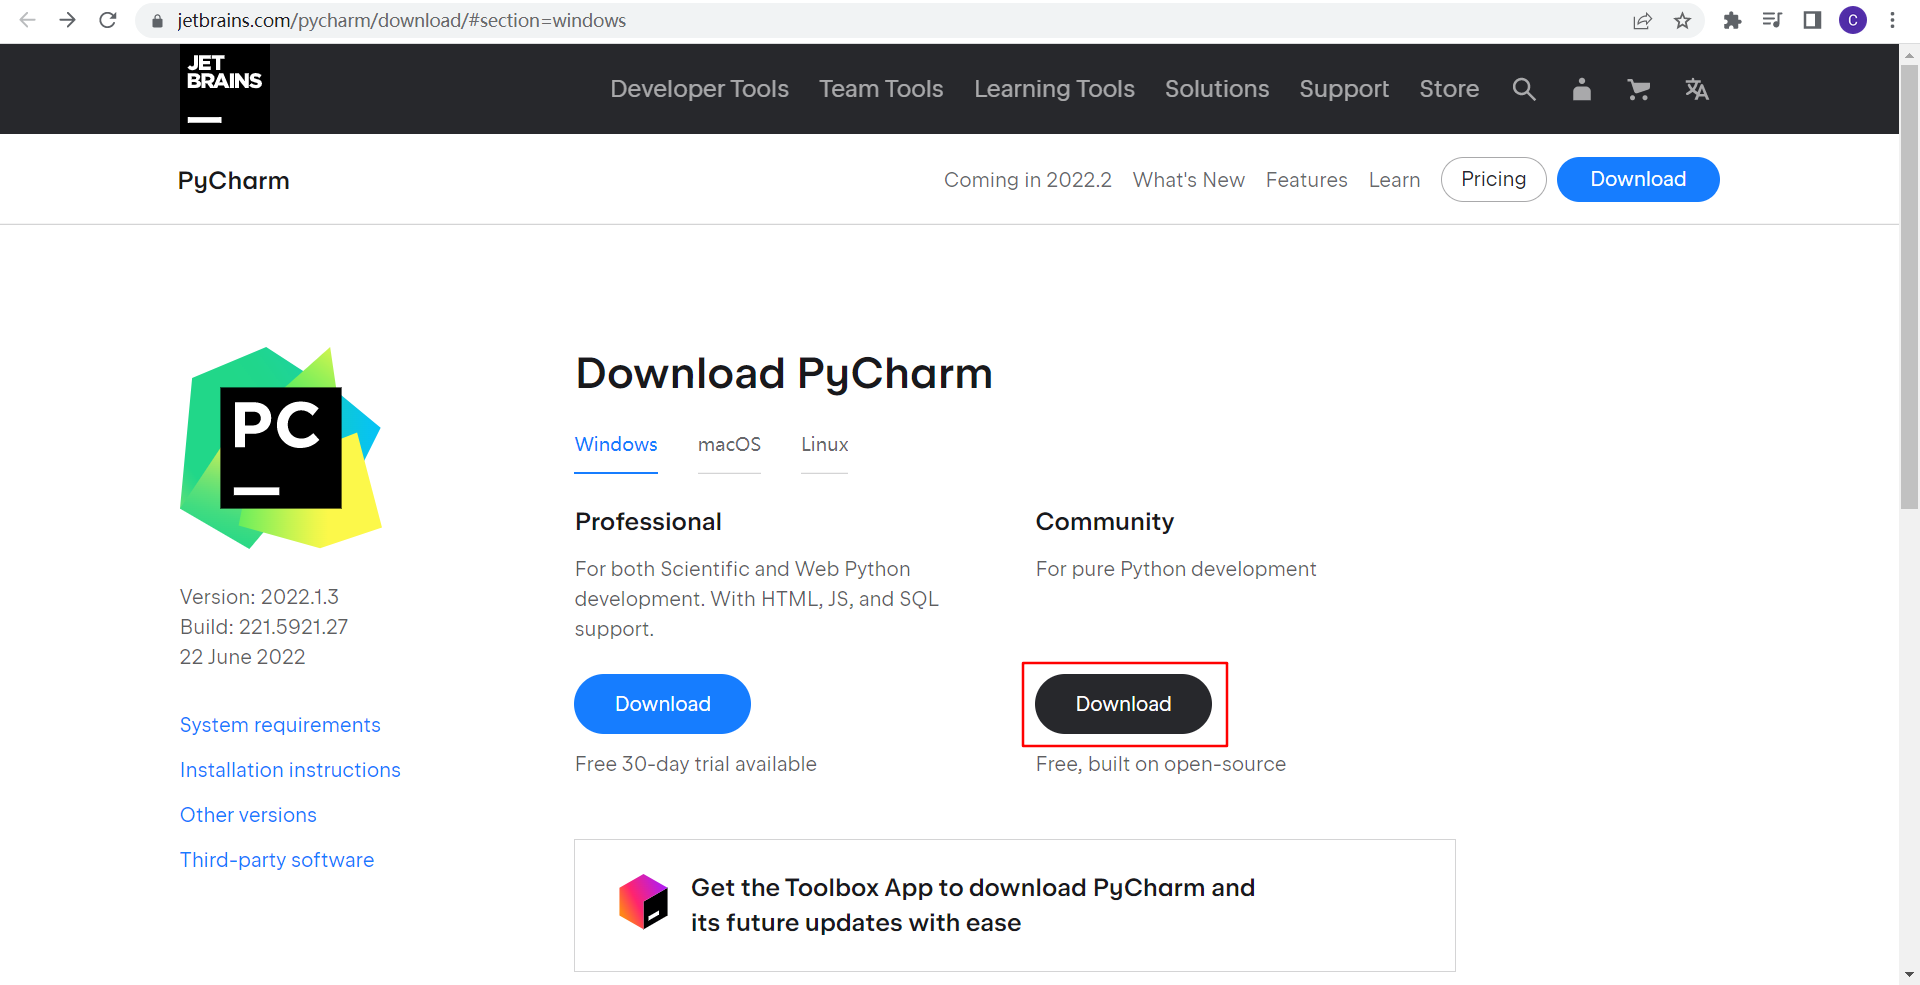 jetbrains.com/pycharm/download/#section=windows
C
JET
BRAINS
Developer Tools Team Tools Learning Tools Solutions Support Store
PyCharm
Coming in 2022.2 What's New Features Learn Pricing Download
PC
Download PyCharm
Windows macOS Linux
Professional
For both Scientific and Web Python
development. With HTML, JS, and SQL
support.
Download
Free 30-day trial available
Community
For pure Python development
Download
Free, built on open-source
Version: 2022.1.3
Build: 221.5921.27
22 June 2022
System requirements
Installation instructions
Other versions
Third-party software
Get the Toolbox App to download PyCharm and
its future updates with ease